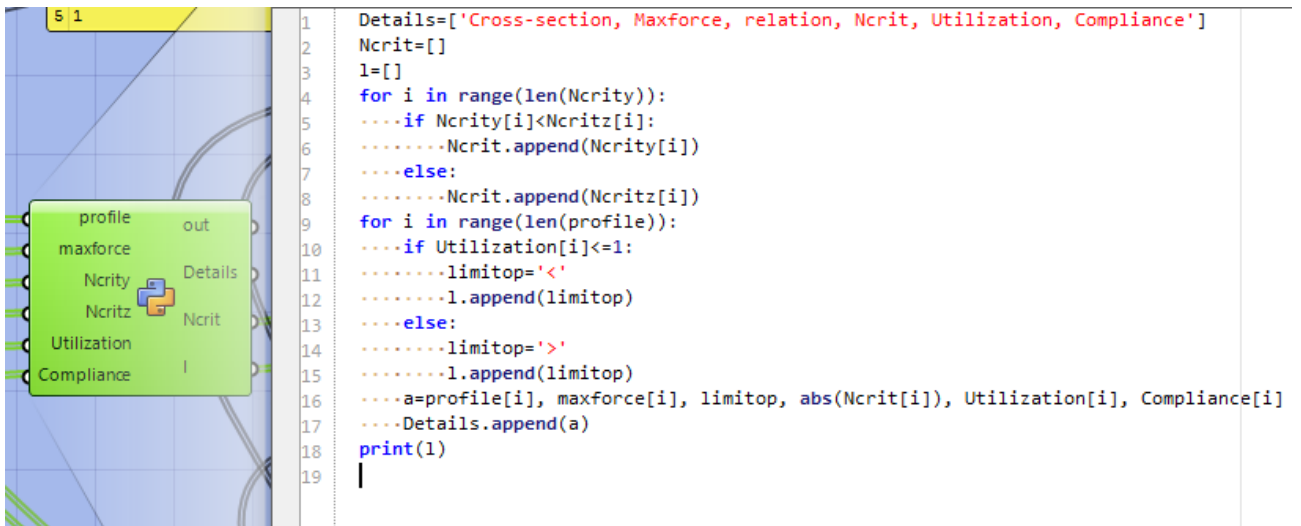 5 1
profile
maxforce
Ncrity
Ncritz
Utilization
Compliance
out
Details
Ncrit
l
1 Details=['Cross-section, Maxforce, relation, Ncrit, Utilization, Compliance']
2 Ncrit=[]
3 l=[]
4 for i in range(len(Ncrity)):
5 ····if Ncrity[i]<Ncritz[i]:
6 ········Ncrit.append(Ncrity[i])
7 ····else:
8 ········Ncrit.append(Ncritz[i])
9 for i in range(len(profile)):
10 ····if Utilization[i]<=1:
11 ········limitop='<'
12 ········l.append(limitop)
13 ····else:
14 ········limitop='>'
15 ········l.append(limitop)
16 ····a=profile[i], maxforce[i], limitop, abs(Ncrit[i]), Utilization[i], Compliance[i]
17 ····Details.append(a)
18 print(l)
19